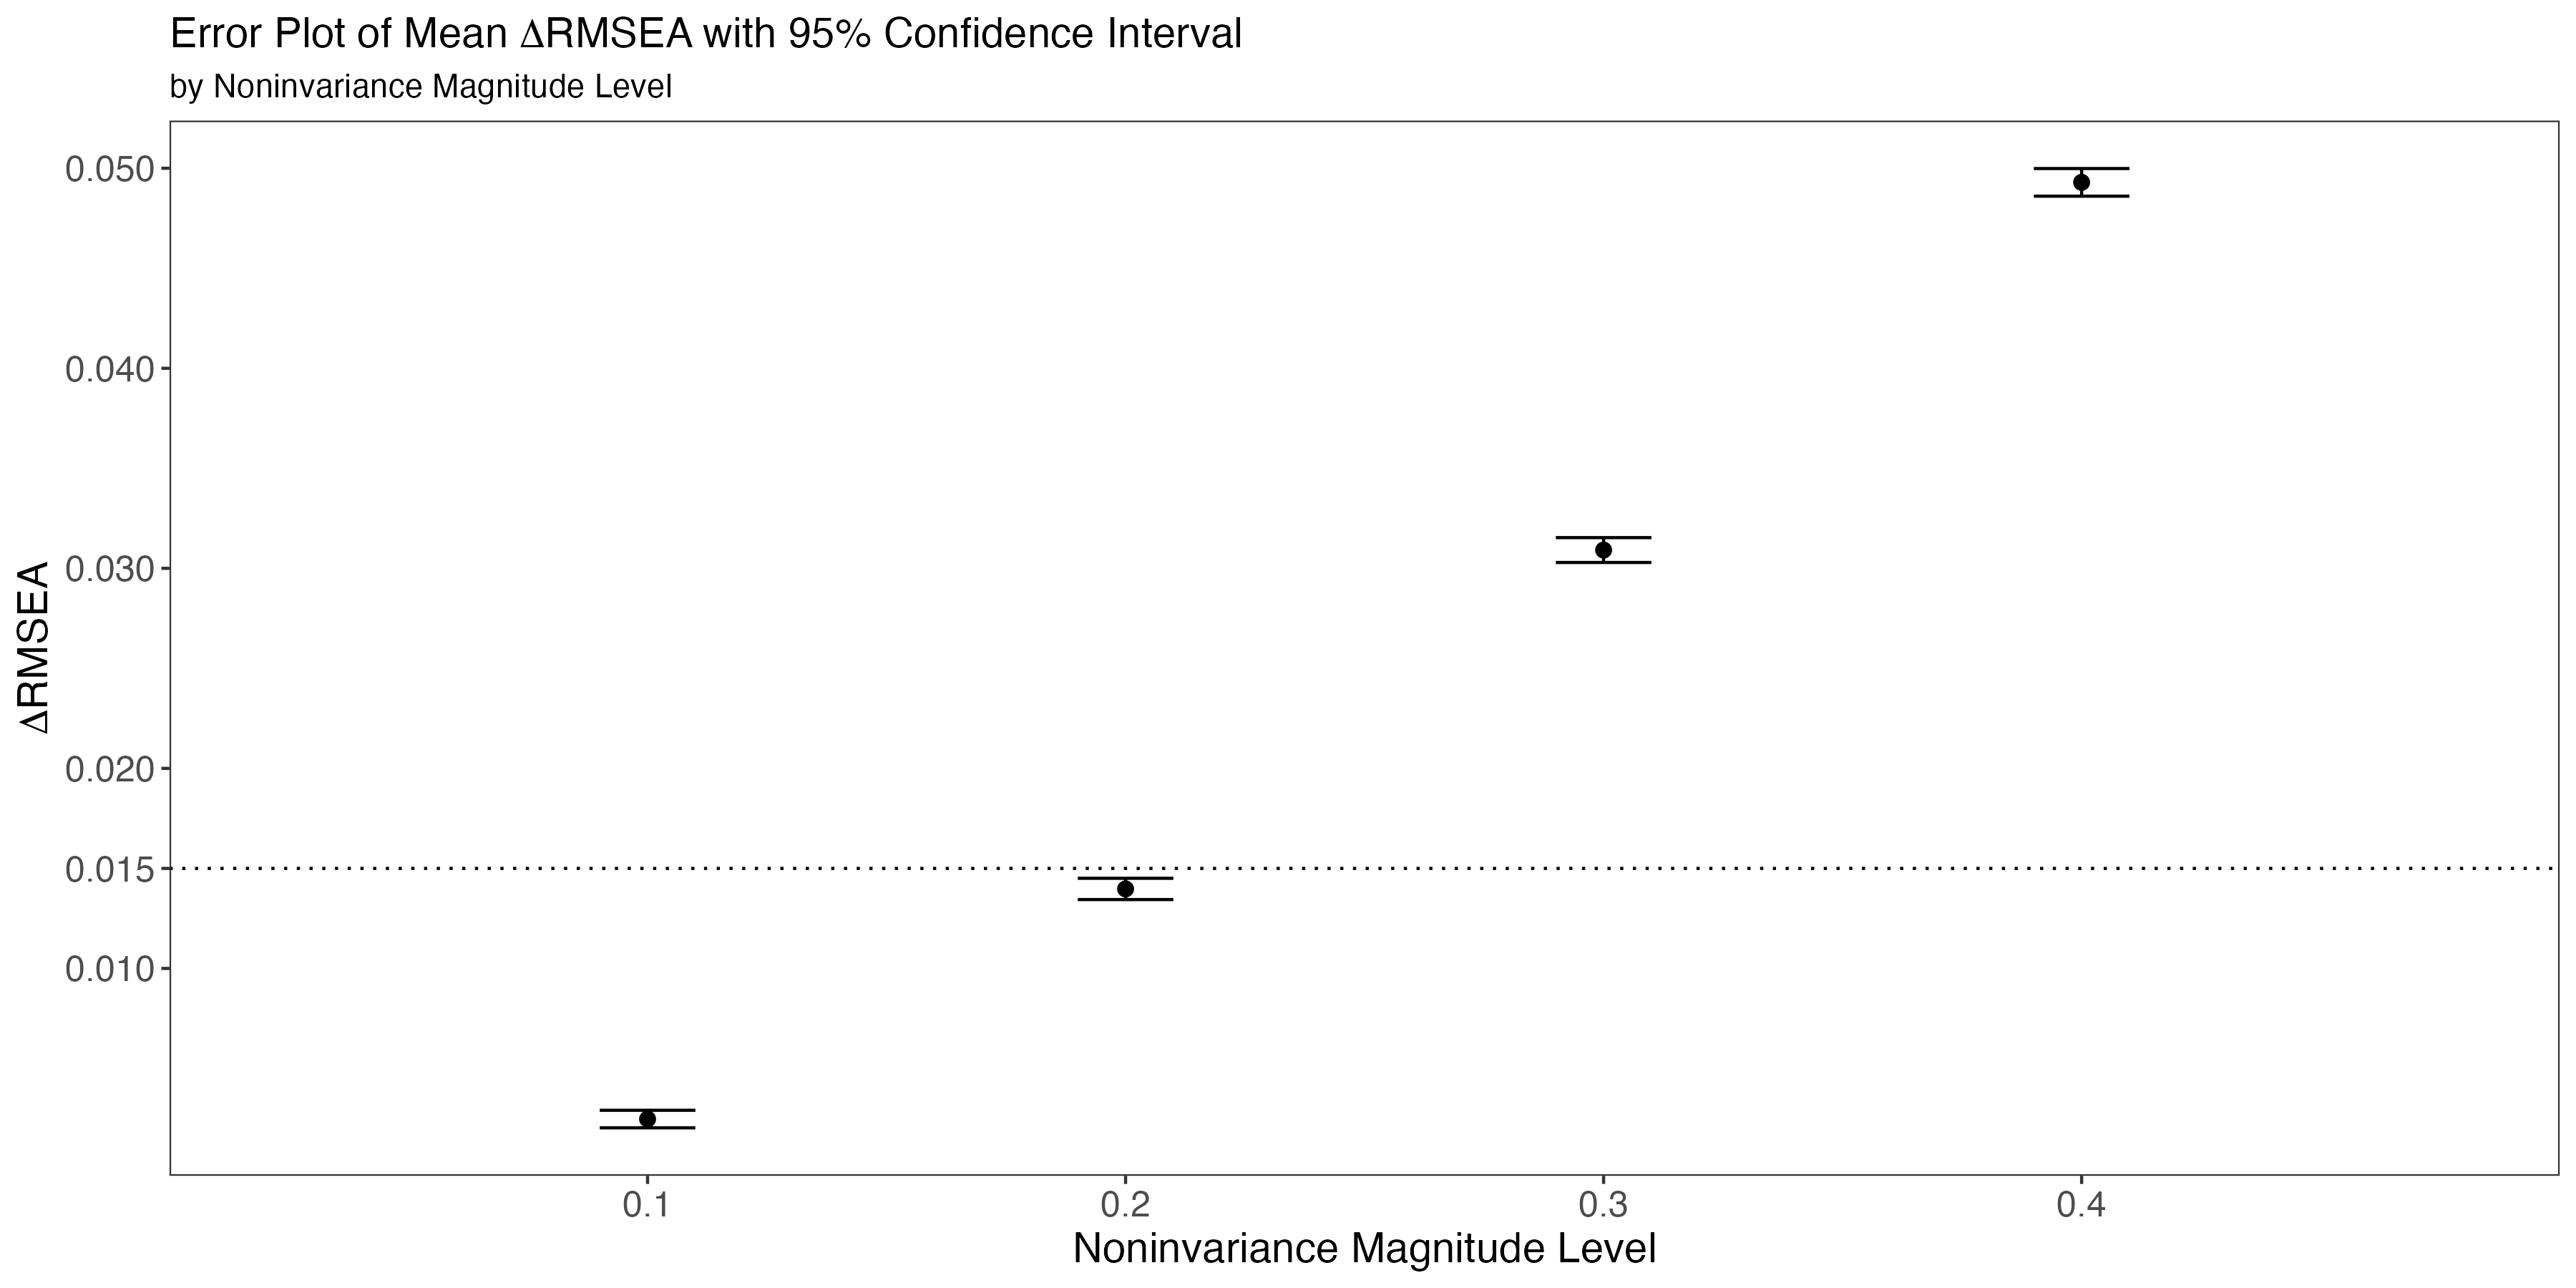 Error Plot of Mean ΔRMSEA with 95% Confidence Interval
by Noninvariance Magnitude Level
ΔRMSEA
0.050
0.040
0.030
0.020
0.015
0.010
0.1 0.2 0.3 0.4
Noninvariance Magnitude Level